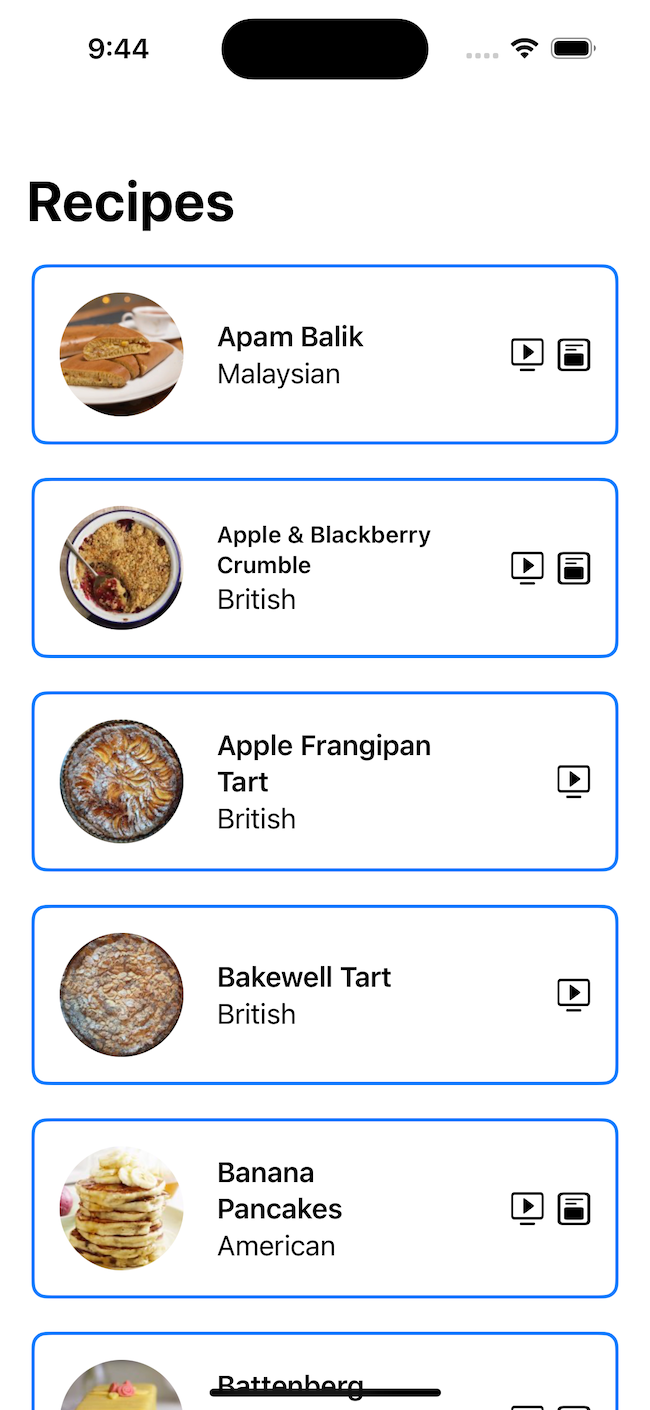 9:44
Recipes
Apam Balik
Malaysian
Apple & Blackberry
Crumble
British
Apple Frangipan
Tart
British
Bakewell Tart
British
Banana
Pancakes
American
Battenberg